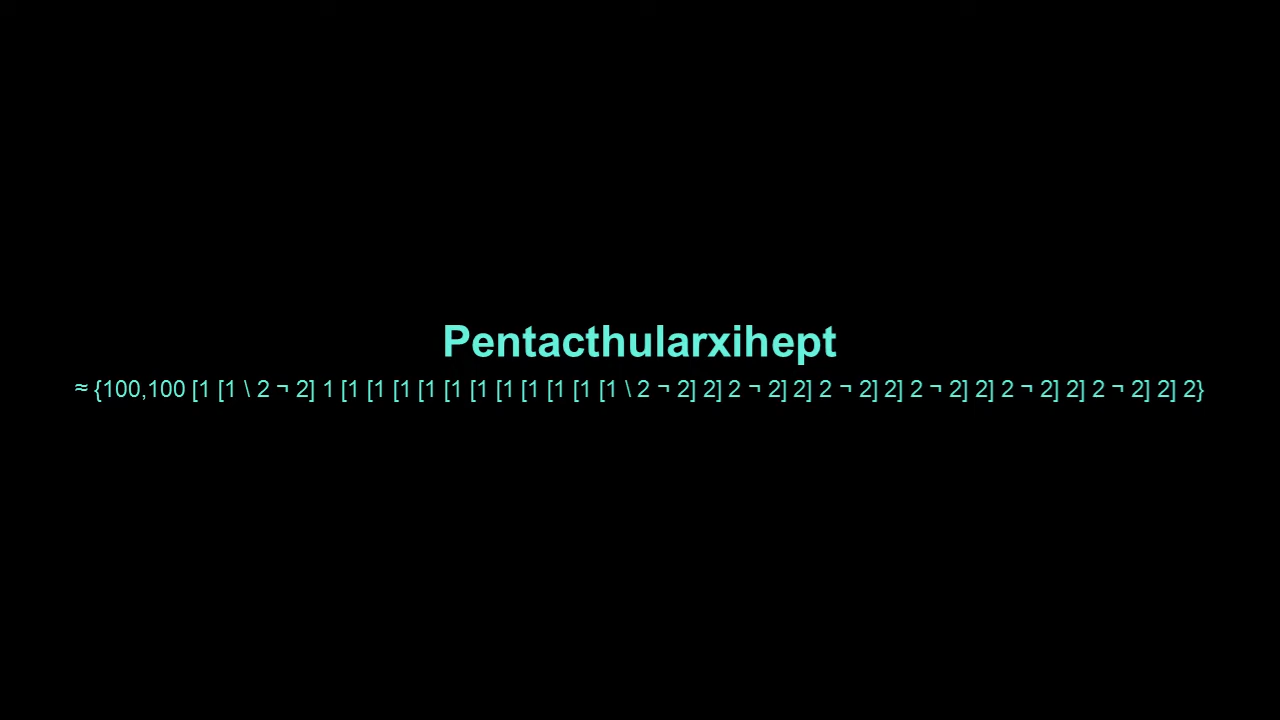 Pentacthularxihept
≈ {100,100 [1 [1 \ 2 ¬ 2] 1 [1 [1 [1 [1 [1 [1 [1 [1 [1 [1 [1 \ 2 ¬ 2] 2] 2 ¬ 2] 2] 2 ¬ 2] 2] 2 ¬ 2] 2] 2 ¬ 2] 2] 2 ¬ 2] 2] 2}